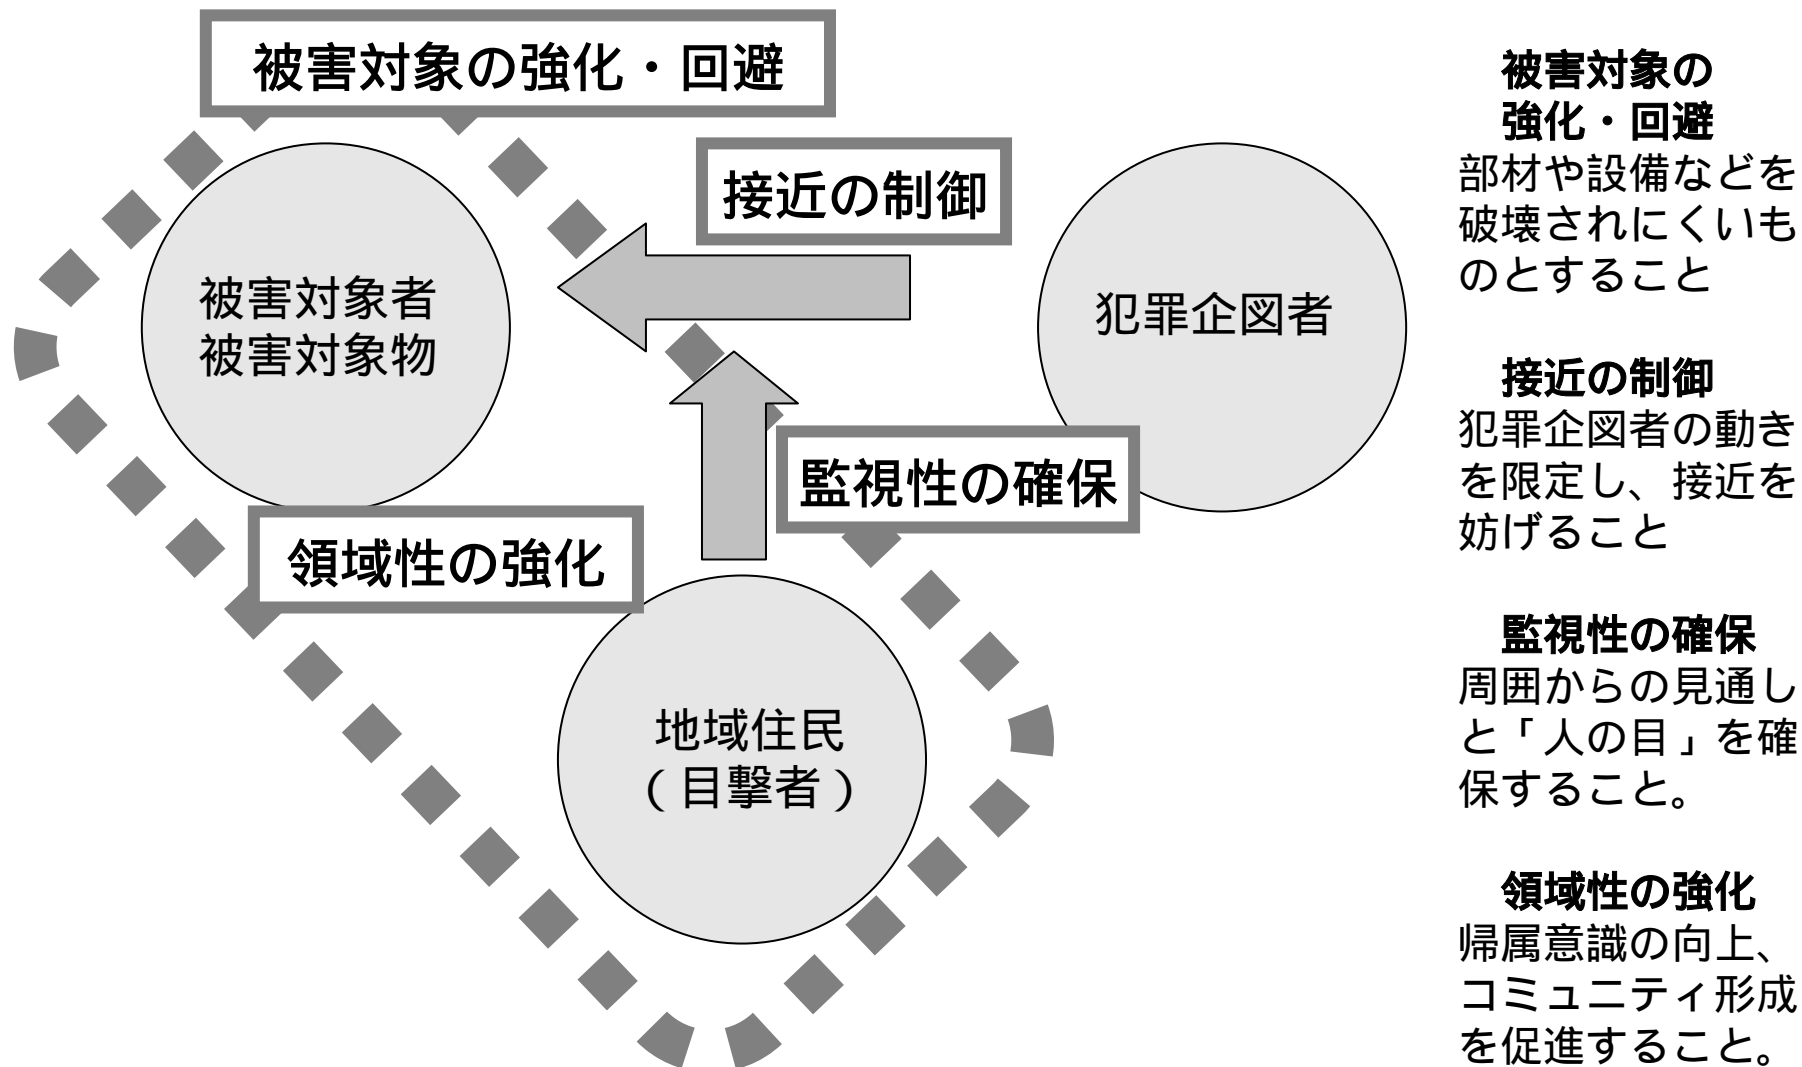 被害対象の強化・回避
接近の制御
被害対象者
被害対象物
犯罪企図者
監視性の確保
領域性の強化
地域住民
（目撃者）
被害対象の
強化・回避
部材や設備などを
破壊されにくいも
のとすること
接近の制御
犯罪企図者の動き
を限定し、接近を
妨げること
監視性の確保
周囲からの見通し
と「人の目」を確
保すること。
領域性の強化
帰属意識の向上、
コミュニティ形成
を促進すること。